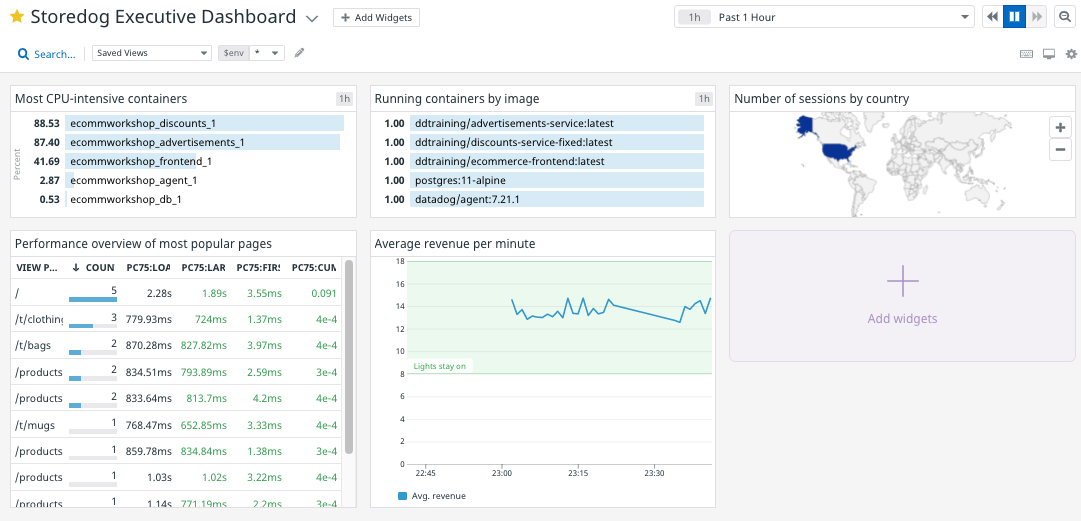 Storedog Executive Dashboard
+ Add Widgets
1h Past 1 Hour
Search...
Saved Views
$env *
Most CPU-intensive containers
1h
Percent
88.53 ecommworkshop_discounts_1
87.40 ecommworkshop_advertisements_1
41.69 ecommworkshop_frontend_1
2.87 ecommworkshop_agent_1
0.53 ecommworkshop_db_1
Running containers by image
1h
1.00 ddtraining/advertisements-service:latest
1.00 ddtraining/discounts-service-fixed:latest
1.00 ddtraining/ecommerce-frontend:latest
1.00 postgres:11-alpine
1.00 datadog/agent:7.21.1
Number of sessions by country
+
−
Performance overview of most popular pages
VIEW P... ↓ COUN PC75:LOA PC75:LAR PC75:FIRS PC75:CUM
/ 5 2.28s 1.89s 3.55ms 0.091
/t/clothing 3 779.93ms 724ms 1.37ms 4e-4
/t/bags 2 870.28ms 827.82ms 3.97ms 4e-4
/products 2 834.51ms 793.89ms 2.59ms 3e-4
/products 2 833.64ms 813.7ms 4.2ms 4e-4
/t/mugs 1 768.47ms 652.85ms 3.33ms 4e-4
/products 1 859.78ms 834.84ms 1.38ms 3e-4
/products 1 1.03s 1.02s 3.22ms 4e-4
/products 1 1.14s 771.19ms 2.2ms 3e-4
Average revenue per minute
18
16
14
12
10
Lights stay on
8
6
4
2
0
22:45 23:00 23:15 23:30
Avg. revenue
Add widgets